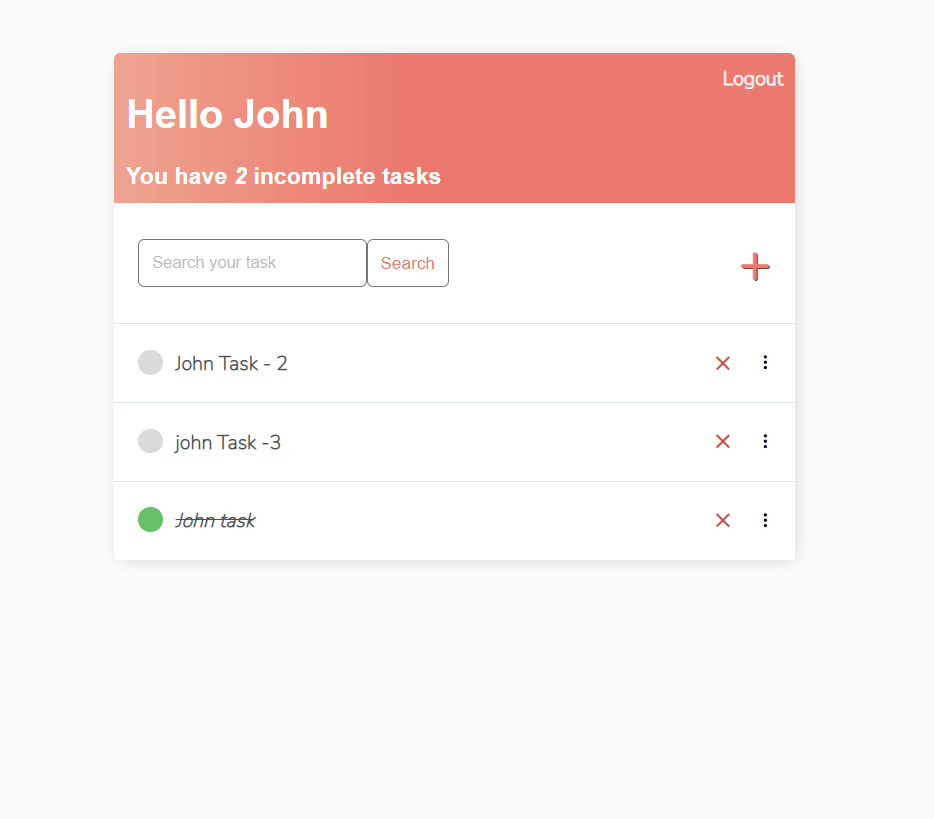 Logout
Hello John
You have 2 incomplete tasks
Search your task Search
John Task - 2
john Task -3
John task